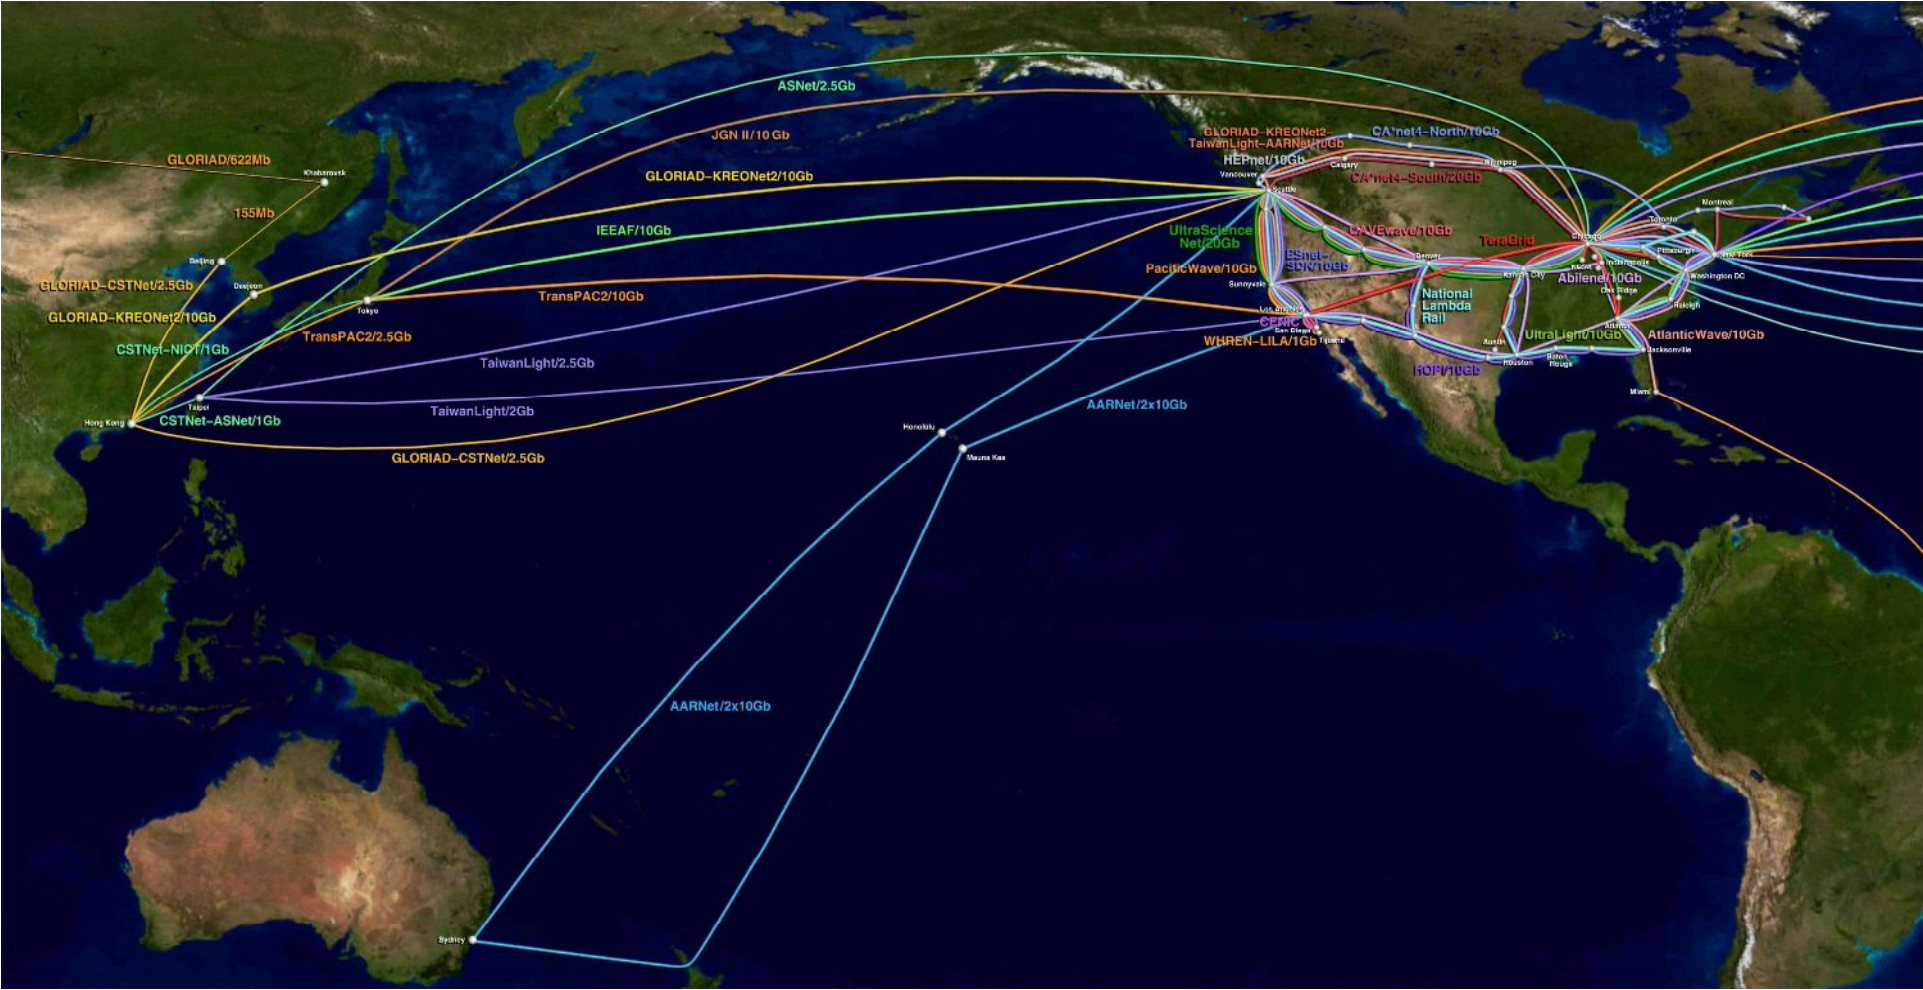 ASNet/2.5Gb
JGN II/10 Gb
GLORIAD-KREONet2-
TaiwanLight-AARNet/10Gb
CA*net4-North/10Gb
HEPnet/10Gb
GLORIAD/622Mb
Khabarovsk
GLORIAD-KREONet2/10Gb
Vancouver
Calgary
Winnipeg
CA*net4-South/20Gb
Seattle
155Mb
IEEAF/10Gb
UltraScience
Net/20Gb
CAVEwave/10Gb
TeraGrid
Chicago
Toronto
Montreal
Beijing
PacificWave/10Gb
ESnet-
SDN/10Gb
Denver
Kansas City
Indianapolis
Pittsburgh
New York
Washington DC
GLORIAD-CSTNet/2.5Gb
Daejeon
TransPAC2/10Gb
Sunnyvale
National
Lambda
Rail
Abilene/10Gb
Oak Ridge
Raleigh
GLORIAD-KREONet2/10Gb
Tokyo
Los Angeles
CENIC
San Diego
Tijuana
Atlanta
TransPAC2/2.5Gb
CSTNet-NICT/1Gb
WHREN-LILA/1Gb
Austin
UltraLight/10Gb
AtlanticWave/10Gb
Jacksonville
TaiwanLight/2.5Gb
Houston
Baton
Rouge
HOPI/10Gb
Miami
Taipei
TaiwanLight/2Gb
AARNet/2x10Gb
Hong Kong
CSTNet-ASNet/1Gb
Honolulu
GLORIAD-CSTNet/2.5Gb
Mauna Kea
AARNet/2x10Gb
Sydney